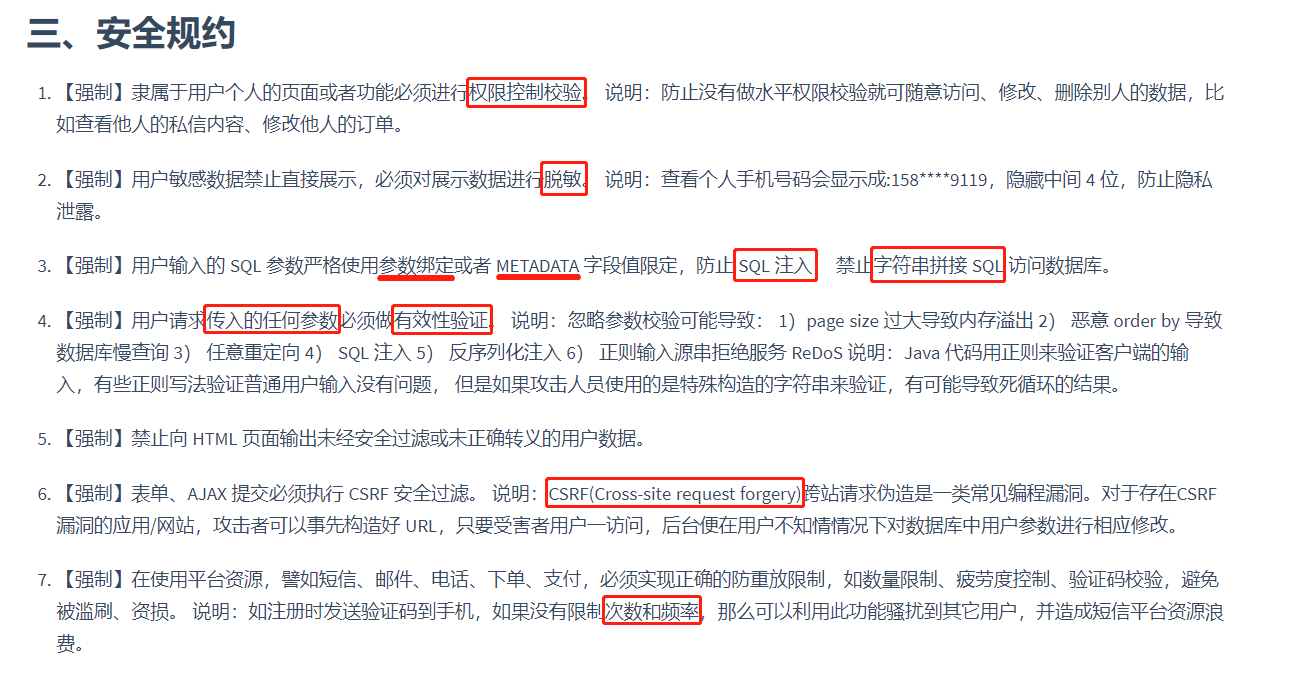 三、安全规约
1. 【强制】隶属于用户个人的页面或者功能必须进行权限控制校验。 说明：防止没有做水平权限校验就可随意访问、修改、删除别人的数据，比
如查看他人的私信内容、修改他人的订单。
2. 【强制】用户敏感数据禁止直接展示，必须对展示数据进行脱敏。 说明：查看个人手机号码会显示成:158****9119，隐藏中间 4 位，防止隐私
泄露。
3. 【强制】用户输入的 SQL 参数严格使用参数绑定或者 METADATA 字段值限定，防止 SQL 注入 禁止字符串拼接 SQL 访问数据库。
4. 【强制】用户请求传入的任何参数必须做有效性验证。 说明：忽略参数校验可能导致： 1）page size 过大导致内存溢出 2） 恶意 order by 导致
数据库慢查询 3） 任意重定向 4） SQL 注入 5） 反序列化注入 6） 正则输入源串拒绝服务 ReDoS 说明：Java 代码用正则来验证客户端的输
入，有些正则写法验证普通用户输入没有问题， 但是如果攻击人员使用的是特殊构造的字符串来验证，有可能导致死循环的结果。
5. 【强制】禁止向 HTML 页面输出未经安全过滤或未正确转义的用户数据。
6. 【强制】表单、AJAX 提交必须执行 CSRF 安全过滤。 说明：CSRF(Cross-site request forgery)跨站请求伪造是一类常见编程漏洞。对于存在CSRF
漏洞的应用/网站，攻击者可以事先构造好 URL，只要受害者用户一访问，后台便在用户不知情情况下对数据库中用户参数进行相应修改。
7. 【强制】在使用平台资源，譬如短信、邮件、电话、下单、支付，必须实现正确的防重放限制，如数量限制、疲劳度控制、验证码校验，避免
被滥刷、资损。 说明：如注册时发送验证码到手机，如果没有限制次数和频率，那么可以利用此功能骚扰到其它用户，并造成短信平台资源浪
费。